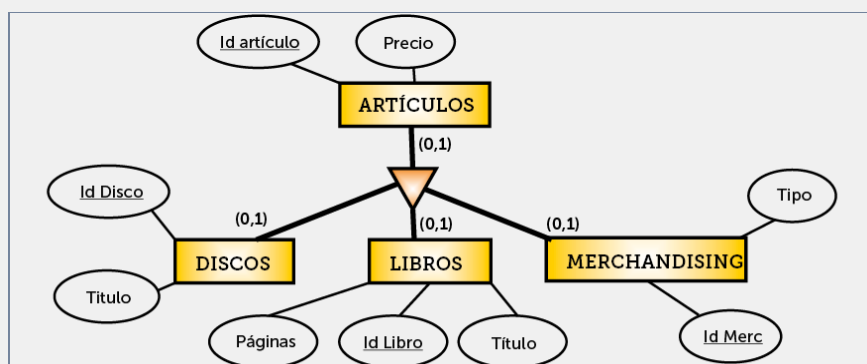 Id artículo
Precio
ARTÍCULOS
(0,1)
Id Disco
Tipo
(0,1)
(0,1)
(0,1)
DISCOS
LIBROS
MERCHANDISING
Titulo
Páginas
Id Libro
Título
Id Merc